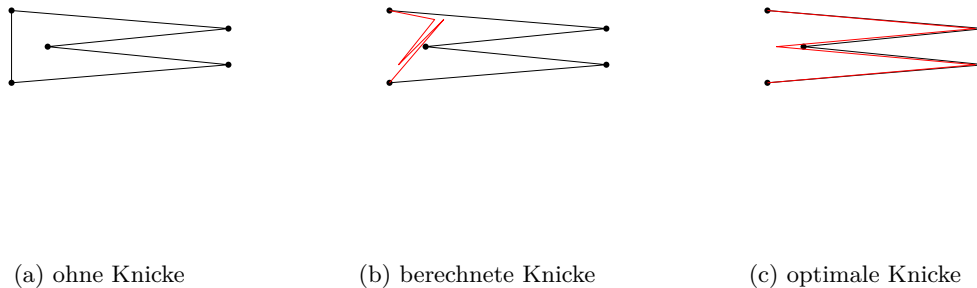 (a) ohne Knicke
(b) berechnete Knicke
(c) optimale Knicke